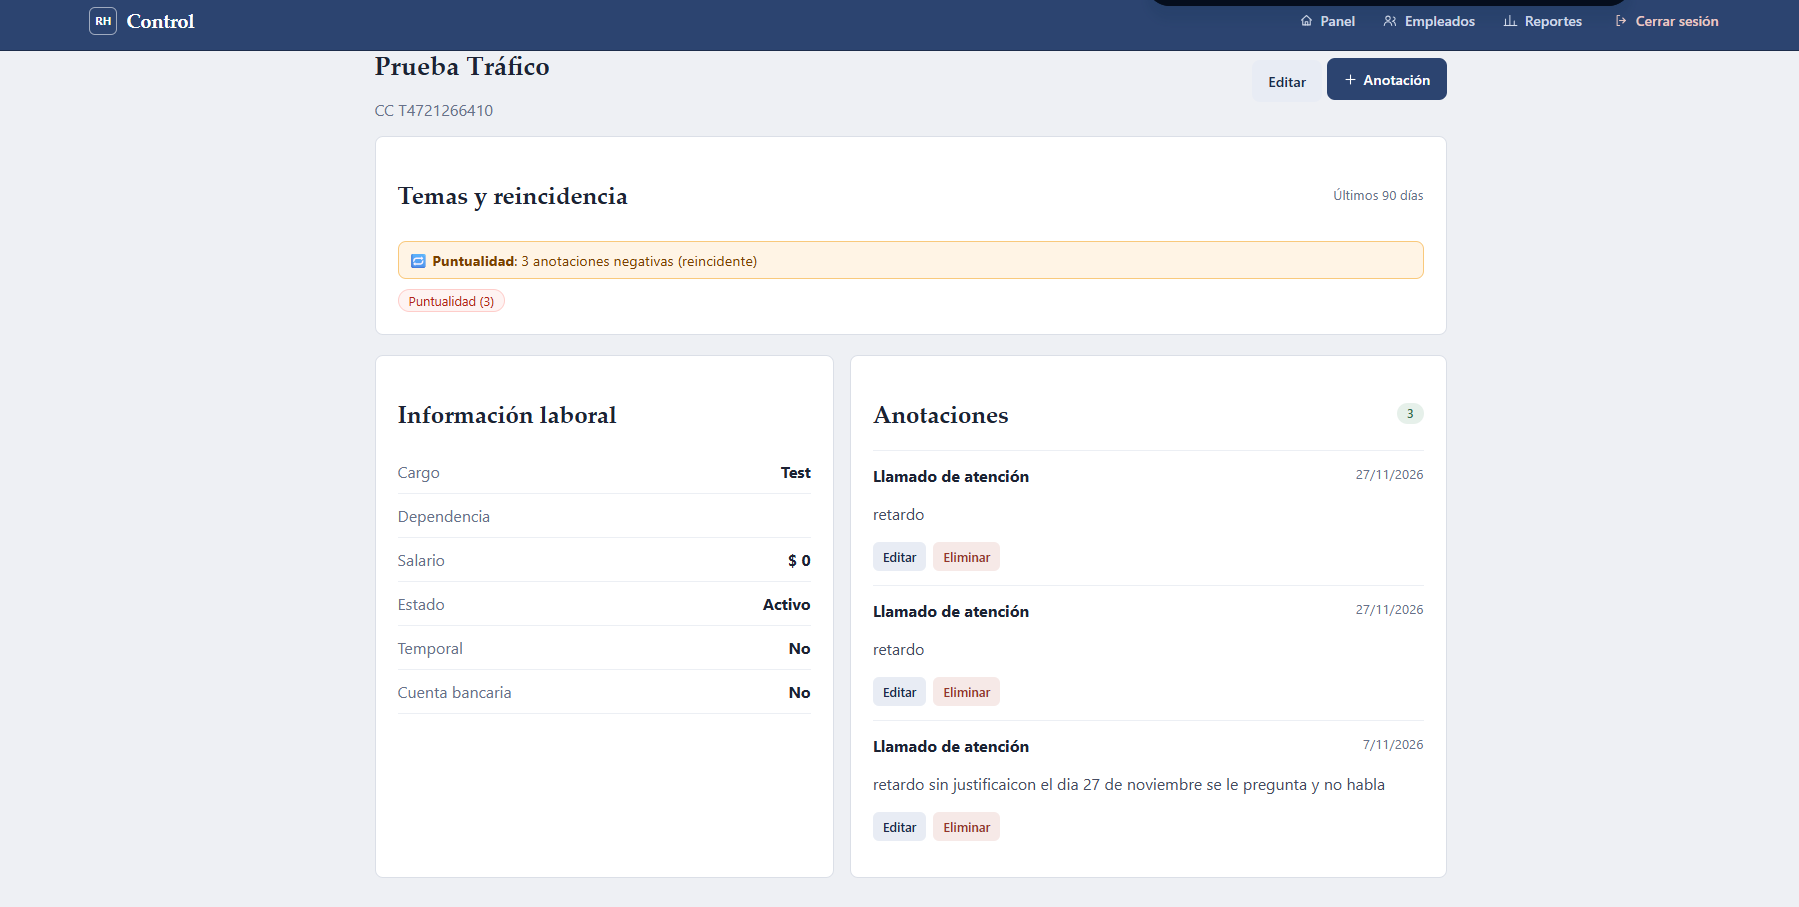 RH Control Panel Empleados Reportes Cerrar sesión
Prueba Tráfico
Editar + Anotación
CC T4721266410
Temas y reincidencia Últimos 90 días
Puntualidad: 3 anotaciones negativas (reincidente)
Puntualidad (3)
Información laboral
Cargo Test
Dependencia
Salario $ 0
Estado Activo
Temporal No
Cuenta bancaria No
Anotaciones 3
Llamado de atención 27/11/2026
retardo
Editar Eliminar
Llamado de atención 27/11/2026
retardo
Editar Eliminar
Llamado de atención 7/11/2026
retardo sin justificaicon el dia 27 de noviembre se le pregunta y no habla
Editar Eliminar